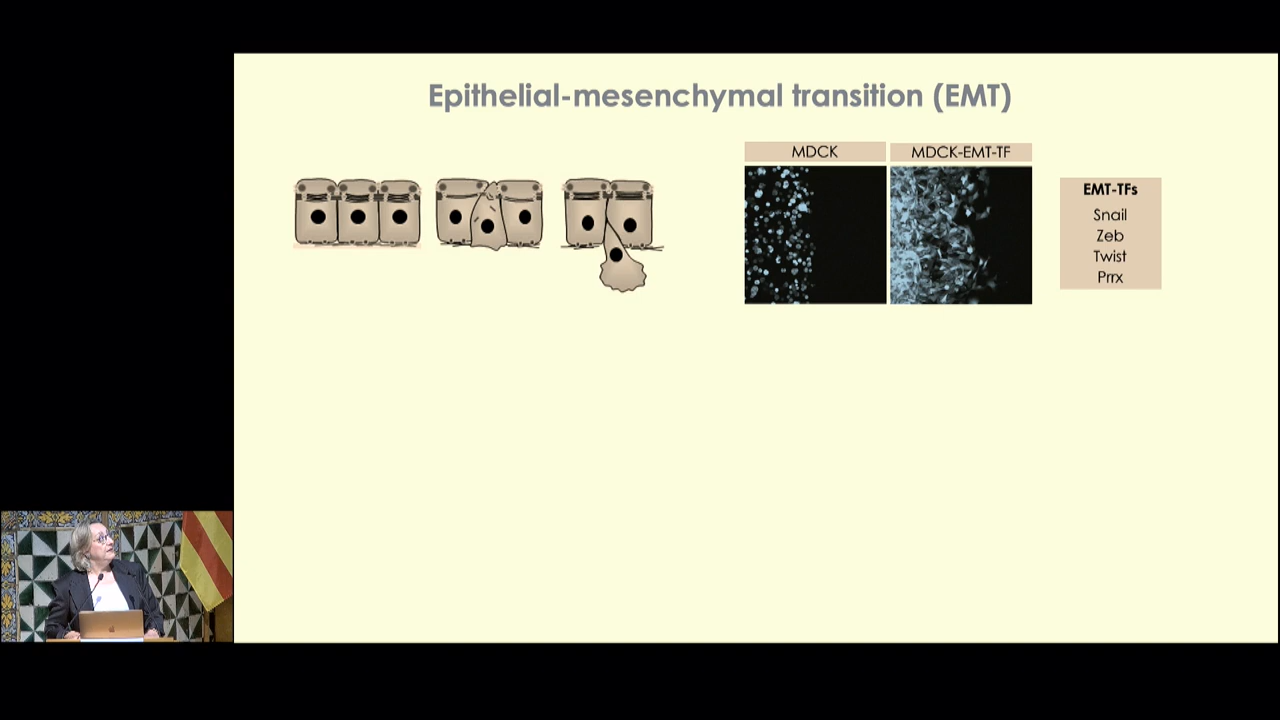 Epithelial-mesenchymal transition (EMT)
MDCK
MDCK-EMT-TF
EMT-TFs
Snail
Zeb
Twist
Prrx